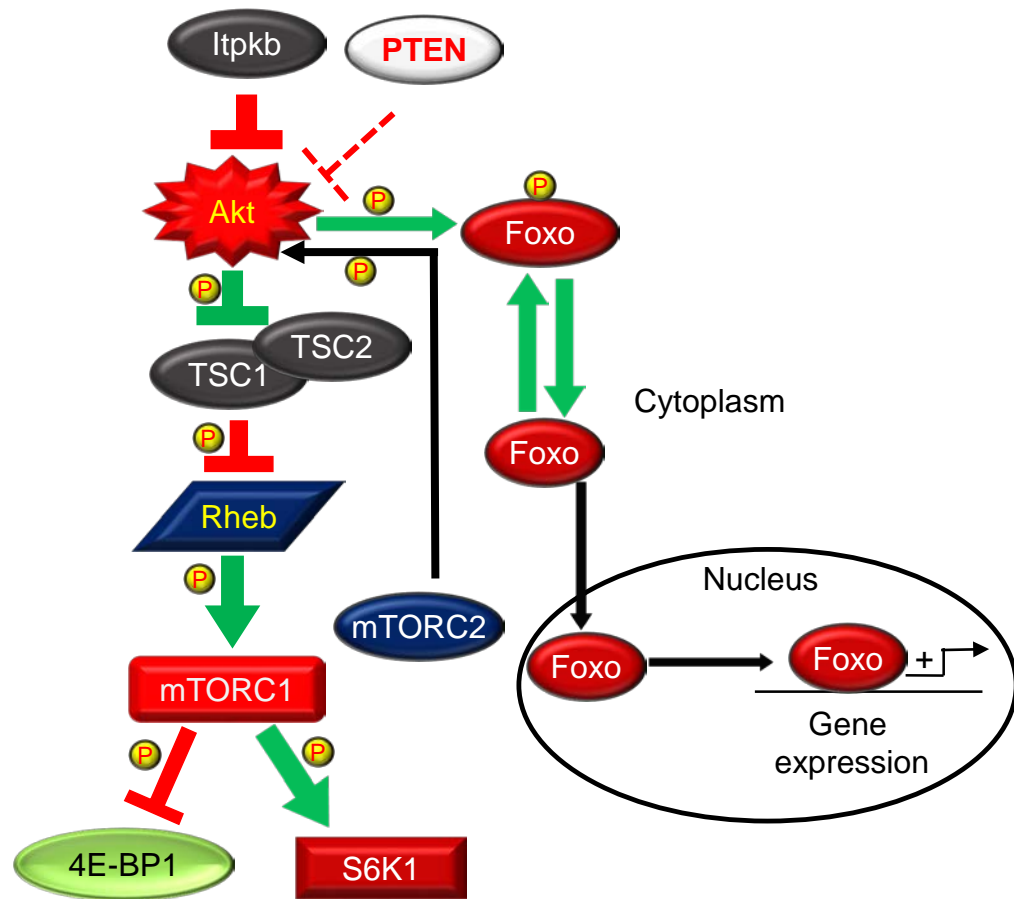 Itpkb
PTEN
Akt
P
P
Foxo
P
P
TSC2
TSC1
Cytoplasm
P
Foxo
Rheb
P
Nucleus
mTORC2
Foxo
Foxo
+
mTORC1
Gene
expression
P
P
4E-BP1
S6K1